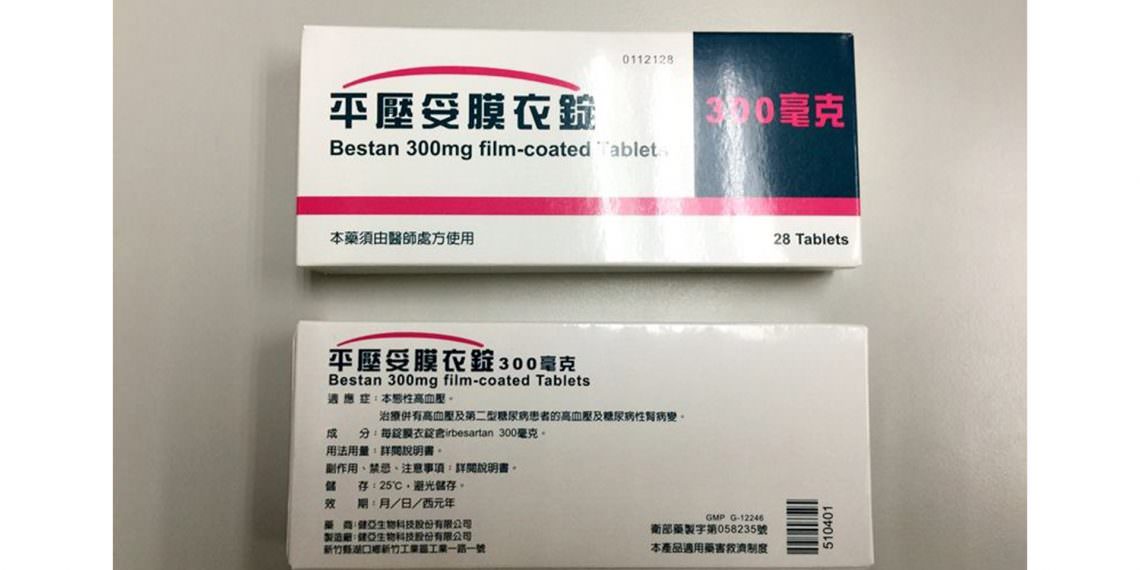 0112128
平壓妥膜衣錠
300毫克
Bestan 300mg film-coated Tablets
本藥須由醫師處方使用
28 Tablets
平壓妥膜衣錠300毫克
Bestan 300mg film-coated Tablets
適 應 症：本態性高血壓。
治療併有高血壓及第二型糖尿病患者的高血壓及糖尿病性腎病變。
成 分：每錠膜衣錠含irbesartan 300毫克。
用法用量：詳閱說明書。
副作用、禁忌、注意事項：詳閱說明書。
儲 存：25℃，避光儲存。
效 期：月／日／西元年
藥 商：健亞生物科技股份有限公司
製造廠：健亞生物科技股份有限公司
新竹縣湖口鄉新竹工業區工業一路一號
GMP G-12246
衛部藥製字第058235號
本產品適用藥害救濟制度
510401